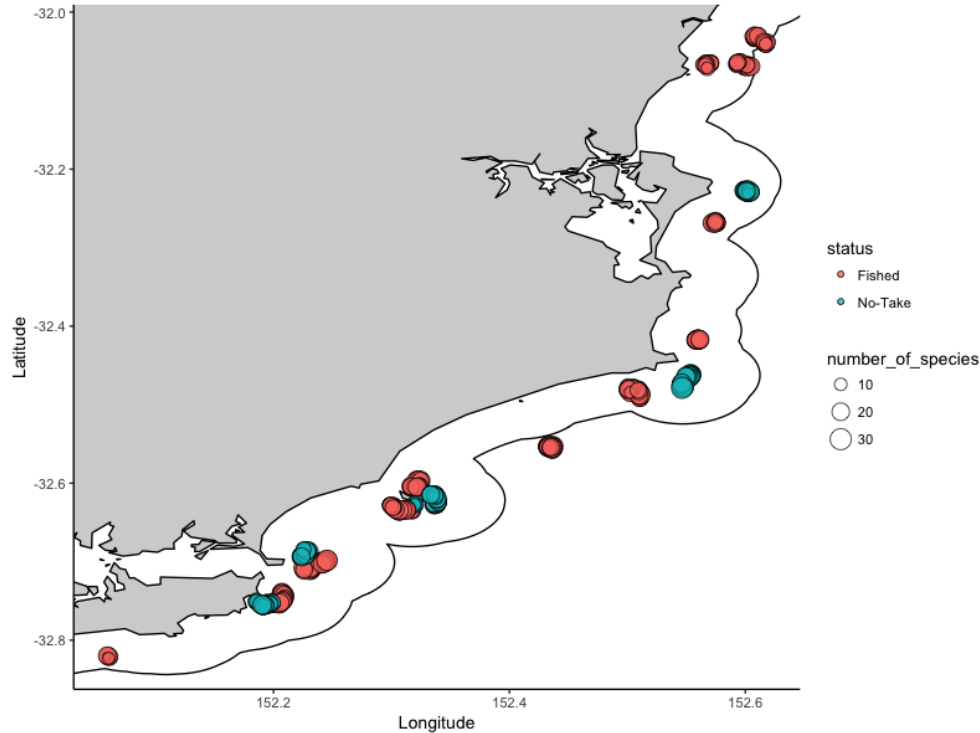 -32.0
-32.2
-32.4
-32.6
-32.8
Latitude
152.2
152.4
152.6
Longitude
status
Fished
No-Take
number_of_species
10
20
30